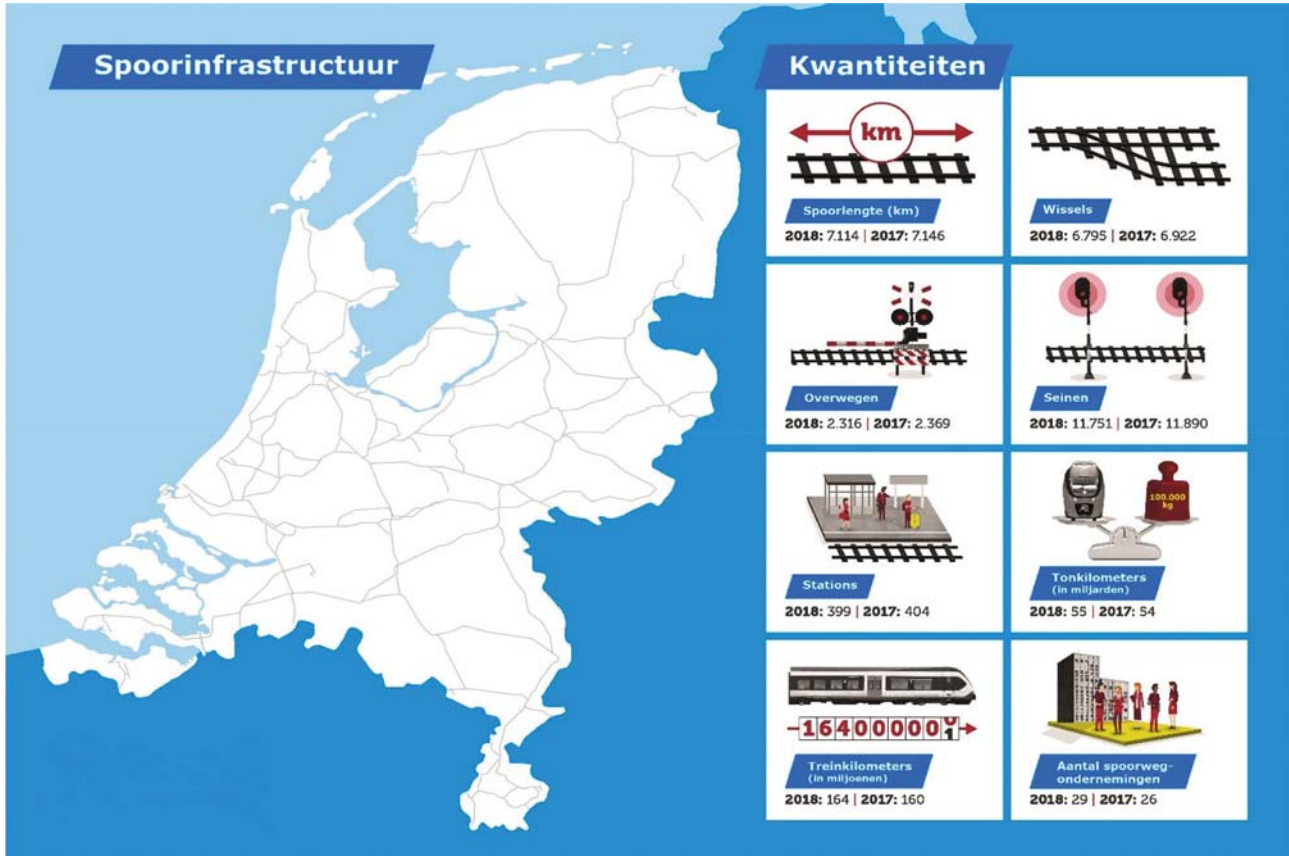 Spoorinfrastructuur
Kwantiteiten
km
Spoorlengte (km)
2018: 7.114 | 2017: 7.146
Wissels
2018: 6.795 | 2017: 6.922
Overwegen
2018: 2.316 | 2017: 2.369
Seinen
2018: 11.751 | 2017: 11.890
Stations
2018: 399 | 2017: 404
100.000
kg
Tonkilometers
(in miljarden)
2018: 55 | 2017: 54
16400000
1
Treinkilometers
(in miljoenen)
2018: 164 | 2017: 160
Aantal spoorweg-
ondernemingen
2018: 29 | 2017: 26